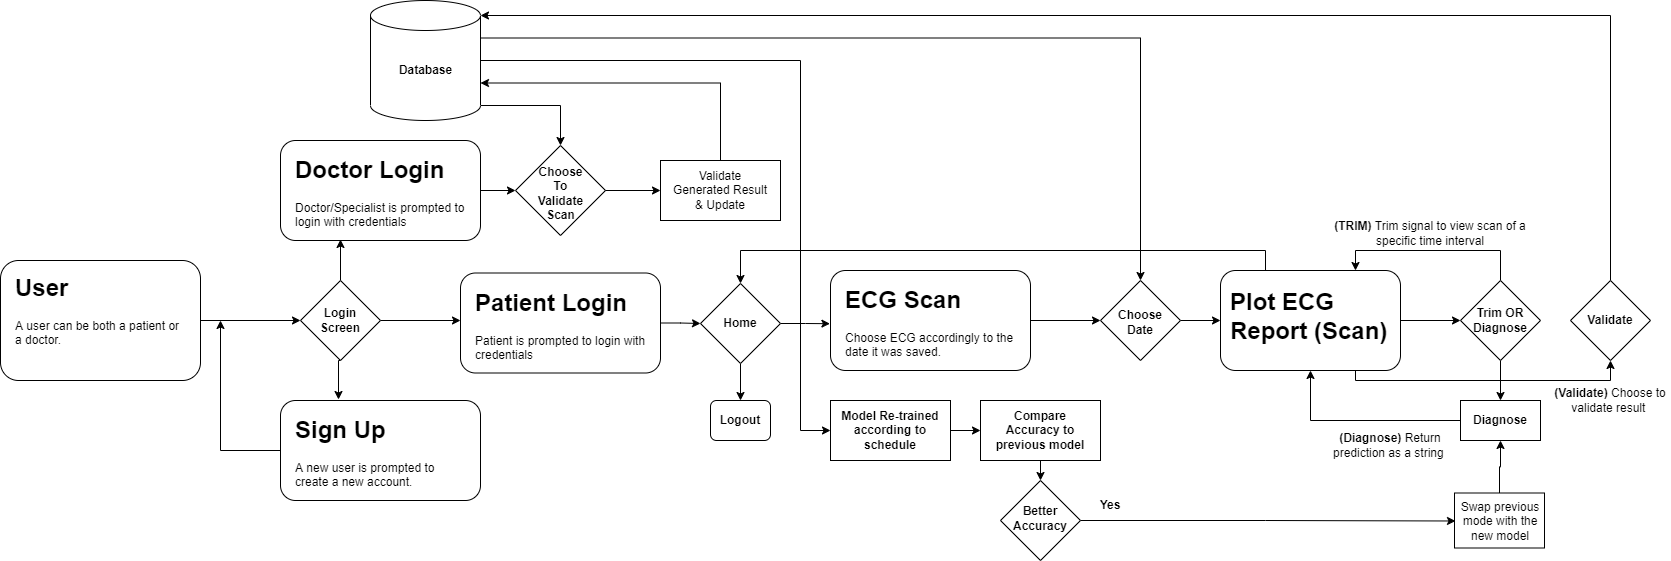 Database
Doctor Login
Doctor/Specialist is prompted to
login with credentials
Choose
To
Validate
Scan
Validate
Generated Result
& Update
User
A user can be both a patient or
a doctor.
Login
Screen
Patient Login
Patient is prompted to login with
credentials
Home
ECG Scan
Choose ECG accordingly to the
date it was saved.
Choose
Date
Plot ECG
Report (Scan)
(TRIM) Trim signal to view scan of a
specific time interval
Trim OR
Diagnose
Validate
(Validate) Choose to
validate result
Sign Up
A new user is prompted to
create a new account.
Logout
Model Re-trained
according to
schedule
Compare
Accuracy to
previous model
Diagnose
(Diagnose) Return
prediction as a string
Better
Accuracy
Yes
Swap previous
mode with the
new model